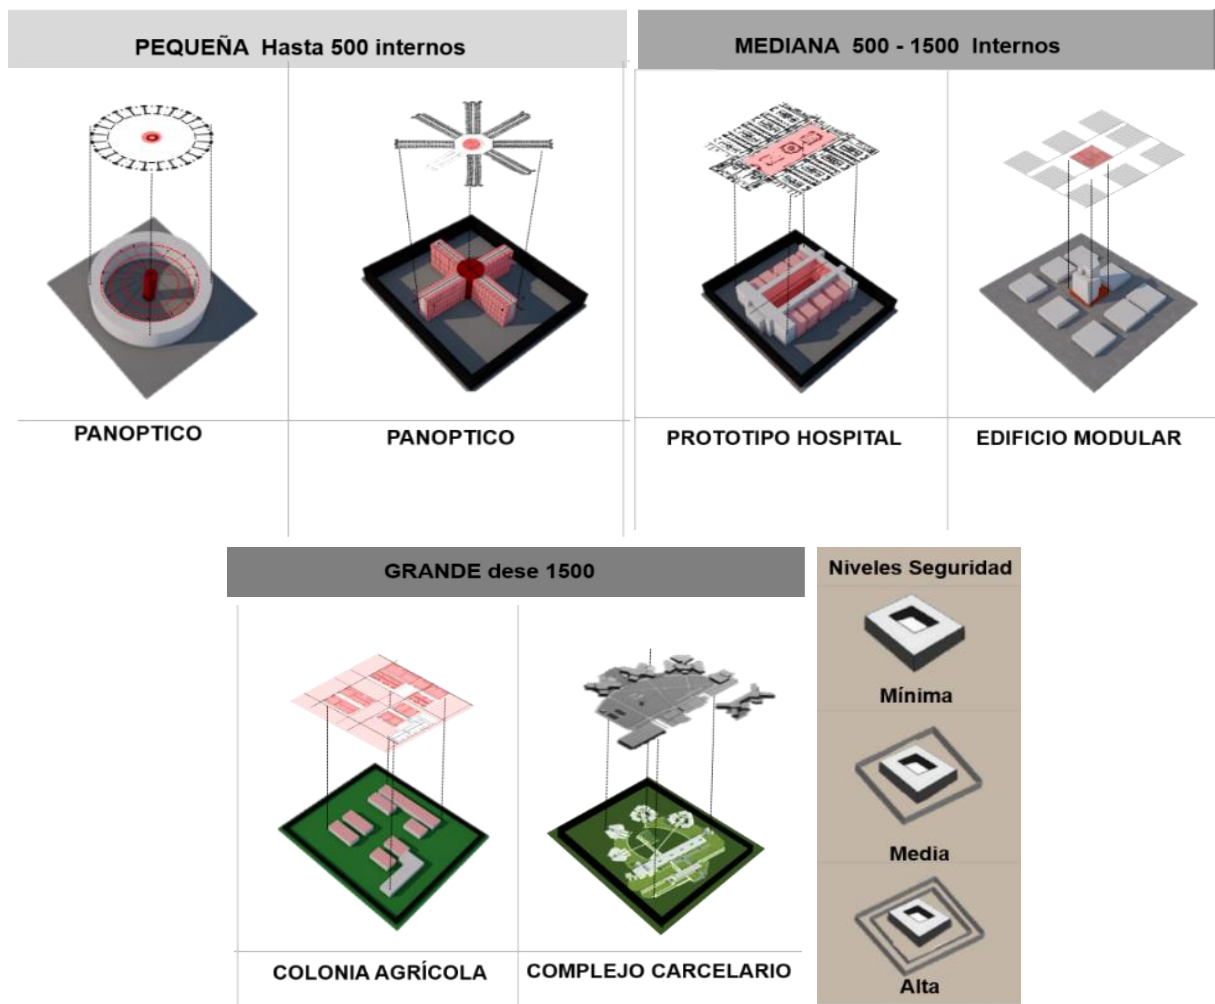 PEQUEÑA Hasta 500 internos
MEDIANA 500 - 1500 Internos
PANOPTICO
PANOPTICO
PROTOTIPO HOSPITAL
EDIFICIO MODULAR
GRANDE dese 1500
Niveles Seguridad
Mínima
Media
Alta
COLONIA AGRÍCOLA
COMPLEJO CARCELARIO